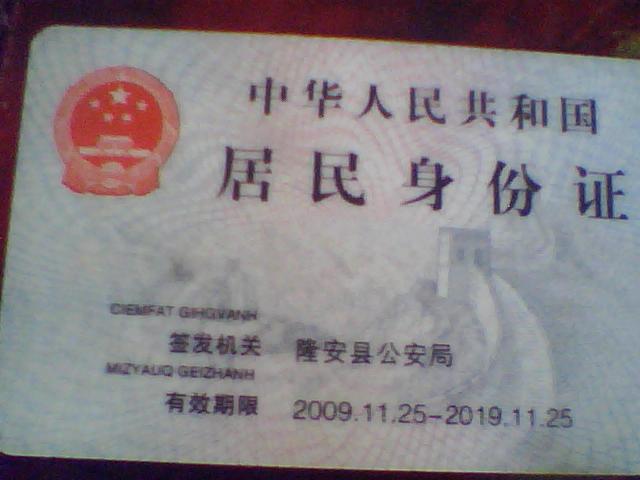 中华人民共和国
居民身份证
CIEMFAT GIHGVANH
签发机关 隆安县公安局
MIZYAUQ GEIZHANH
有效期限 2009.11.25-2019.11.25